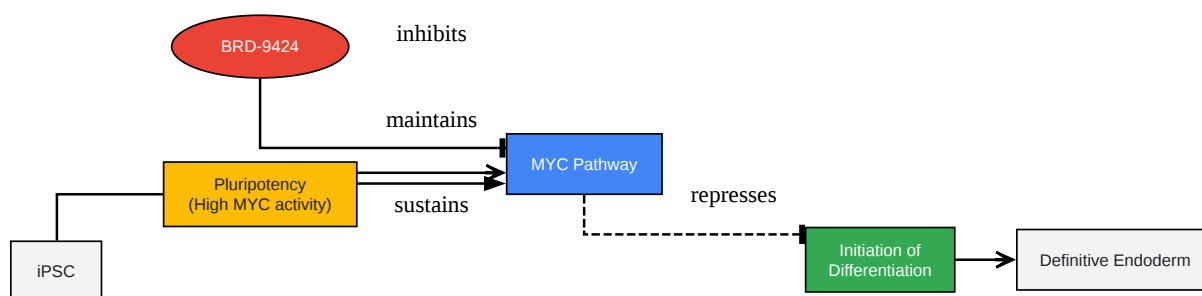 BRD-9424
inhibits
maintains
MYC Pathway
Pluripotency
(High MYC activity)
sustains
represses
iPSC
Initiation of
Differentiation
Definitive Endoderm